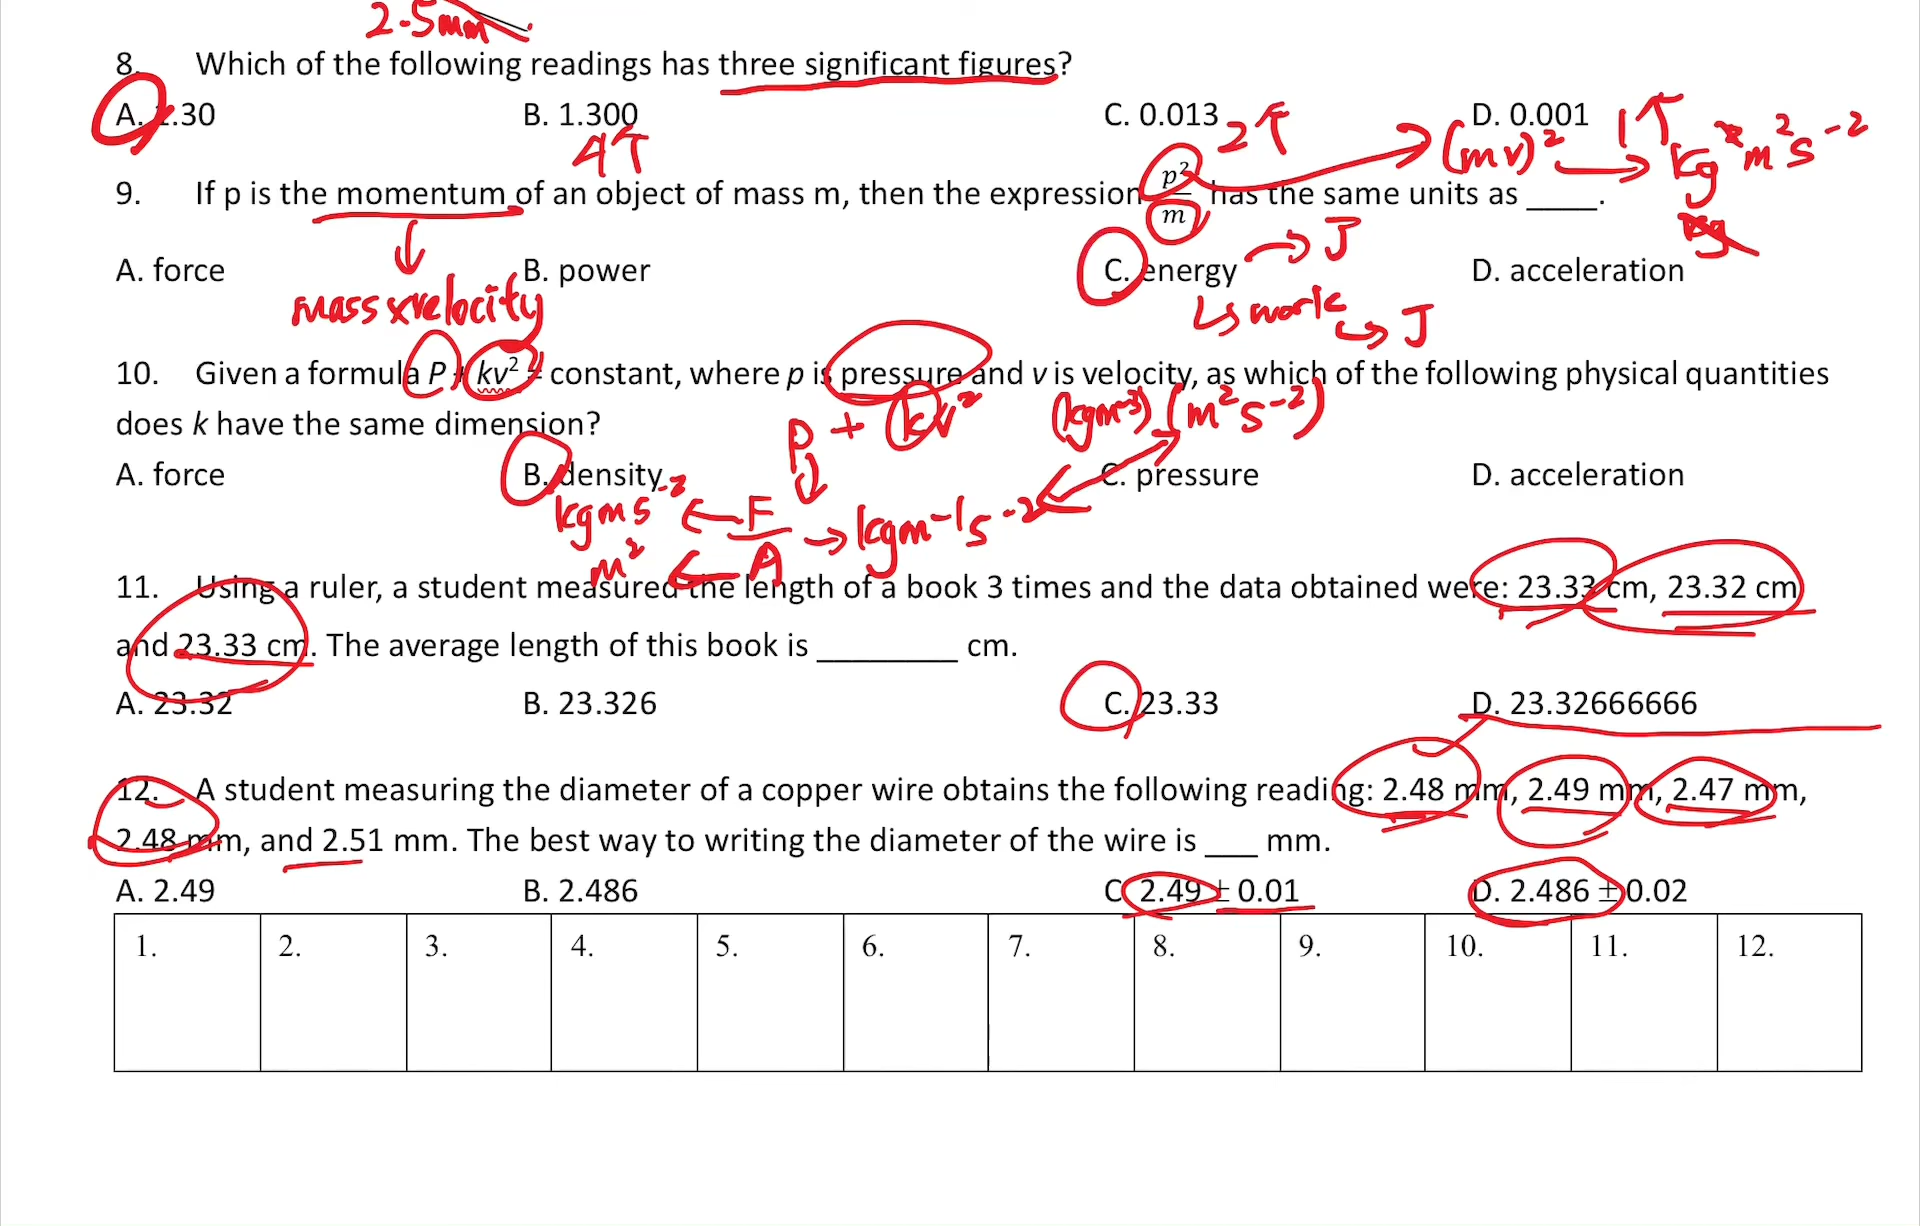 2.5mm
8. Which of the following readings has three significant figures?
A. 1.30 B. 1.300 C. 0.013 D. 0.001
4 2 1
(mv)² kg m² s⁻²
9. If p is the momentum of an object of mass m, then the expression p²/m has the same units as ____.
kg
J
A. force B. power C. energy D. acceleration
mass x velocity
work J
10. Given a formula P + kv² = constant, where p is pressure and v is velocity, as which of the following physical quantities
does k have the same dimension?
P + kv² (kgm⁻³) (m²s⁻²)
A. force B. density C. pressure D. acceleration
kgms⁻² F
m² A kgm⁻¹s⁻²
11. Using a ruler, a student measured the length of a book 3 times and the data obtained were: 23.33 cm, 23.32 cm
and 23.33 cm. The average length of this book is ________ cm.
A. 23.32 B. 23.326 C. 23.33 D. 23.32666666
12. A student measuring the diameter of a copper wire obtains the following reading: 2.48 mm, 2.49 mm, 2.47 mm,
2.48 mm, and 2.51 mm. The best way to writing the diameter of the wire is ___ mm.
A. 2.49 B. 2.486 C 2.49 ± 0.01 D. 2.486 ± 0.02
1. 2. 3. 4. 5. 6. 7. 8. 9. 10. 11. 12.